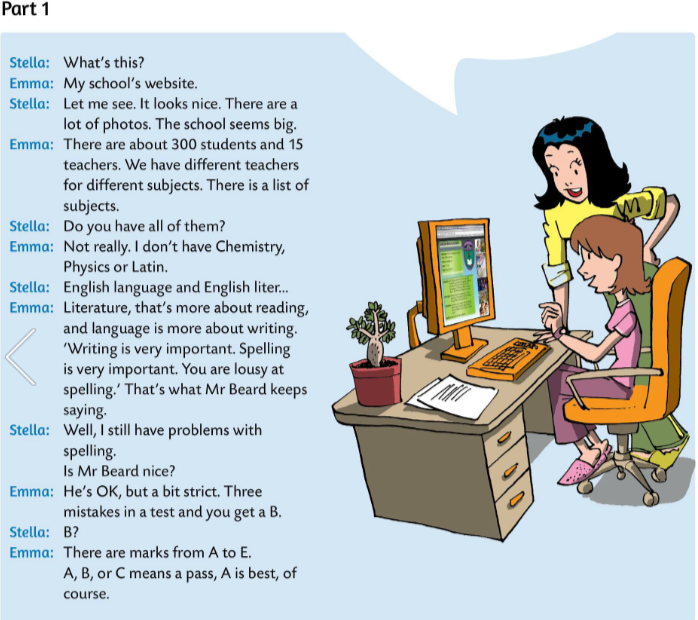 Part 1
Stella: What's this?
Emma: My school's website.
Stella: Let me see. It looks nice. There are a
lot of photos. The school seems big.
Emma: There are about 300 students and 15
teachers. We have different teachers
for different subjects. There is a list of
subjects.
Stella: Do you have all of them?
Emma: Not really. I don't have Chemistry,
Physics or Latin.
Stella: English language and English liter...
Emma: Literature, that's more about reading,
and language is more about writing.
'Writing is very important. Spelling
is very important. You are lousy at
spelling.' That's what Mr Beard keeps
saying.
Stella: Well, I still have problems with
spelling.
Is Mr Beard nice?
Emma: He's OK, but a bit strict. Three
mistakes in a test and you get a B.
Stella: B?
Emma: There are marks from A to E.
A, B, or C means a pass, A is best, of
course.